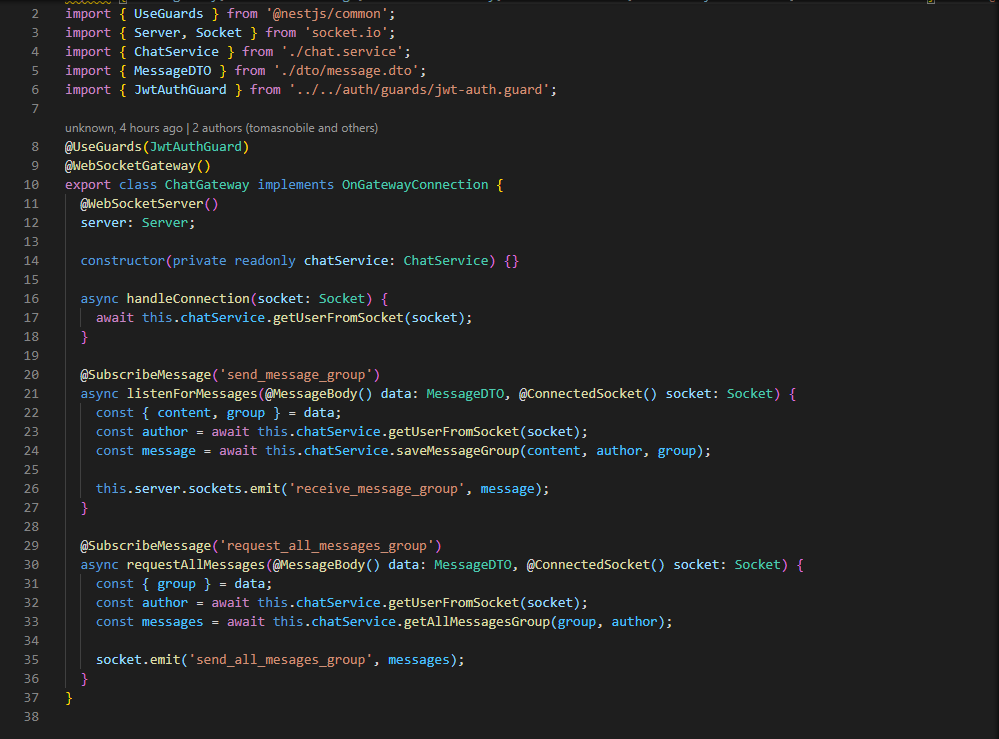 2 import { UseGuards } from '@nestjs/common';
3 import { Server, Socket } from 'socket.io';
4 import { ChatService } from './chat.service';
5 import { MessageDTO } from './dto/message.dto';
6 import { JwtAuthGuard } from '../../auth/guards/jwt-auth.guard';
7
unknown, 4 hours ago | 2 authors (tomasnobile and others)
8 @UseGuards(JwtAuthGuard)
9 @WebSocketGateway()
10 export class ChatGateway implements OnGatewayConnection {
11   @WebSocketServer()
12   server: Server;
13
14   constructor(private readonly chatService: ChatService) {}
15
16   async handleConnection(socket: Socket) {
17     await this.chatService.getUserFromSocket(socket);
18   }
19
20   @SubscribeMessage('send_message_group')
21   async listenForMessages(@MessageBody() data: MessageDTO, @ConnectedSocket() socket: Socket) {
22     const { content, group } = data;
23     const author = await this.chatService.getUserFromSocket(socket);
24     const message = await this.chatService.saveMessageGroup(content, author, group);
25
26     this.server.sockets.emit('receive_message_group', message);
27   }
28
29   @SubscribeMessage('request_all_messages_group')
30   async requestAllMessages(@MessageBody() data: MessageDTO, @ConnectedSocket() socket: Socket) {
31     const { group } = data;
32     const author = await this.chatService.getUserFromSocket(socket);
33     const messages = await this.chatService.getAllMessagesGroup(group, author);
34
35     socket.emit('send_all_mesages_group', messages);
36   }
37 }
38